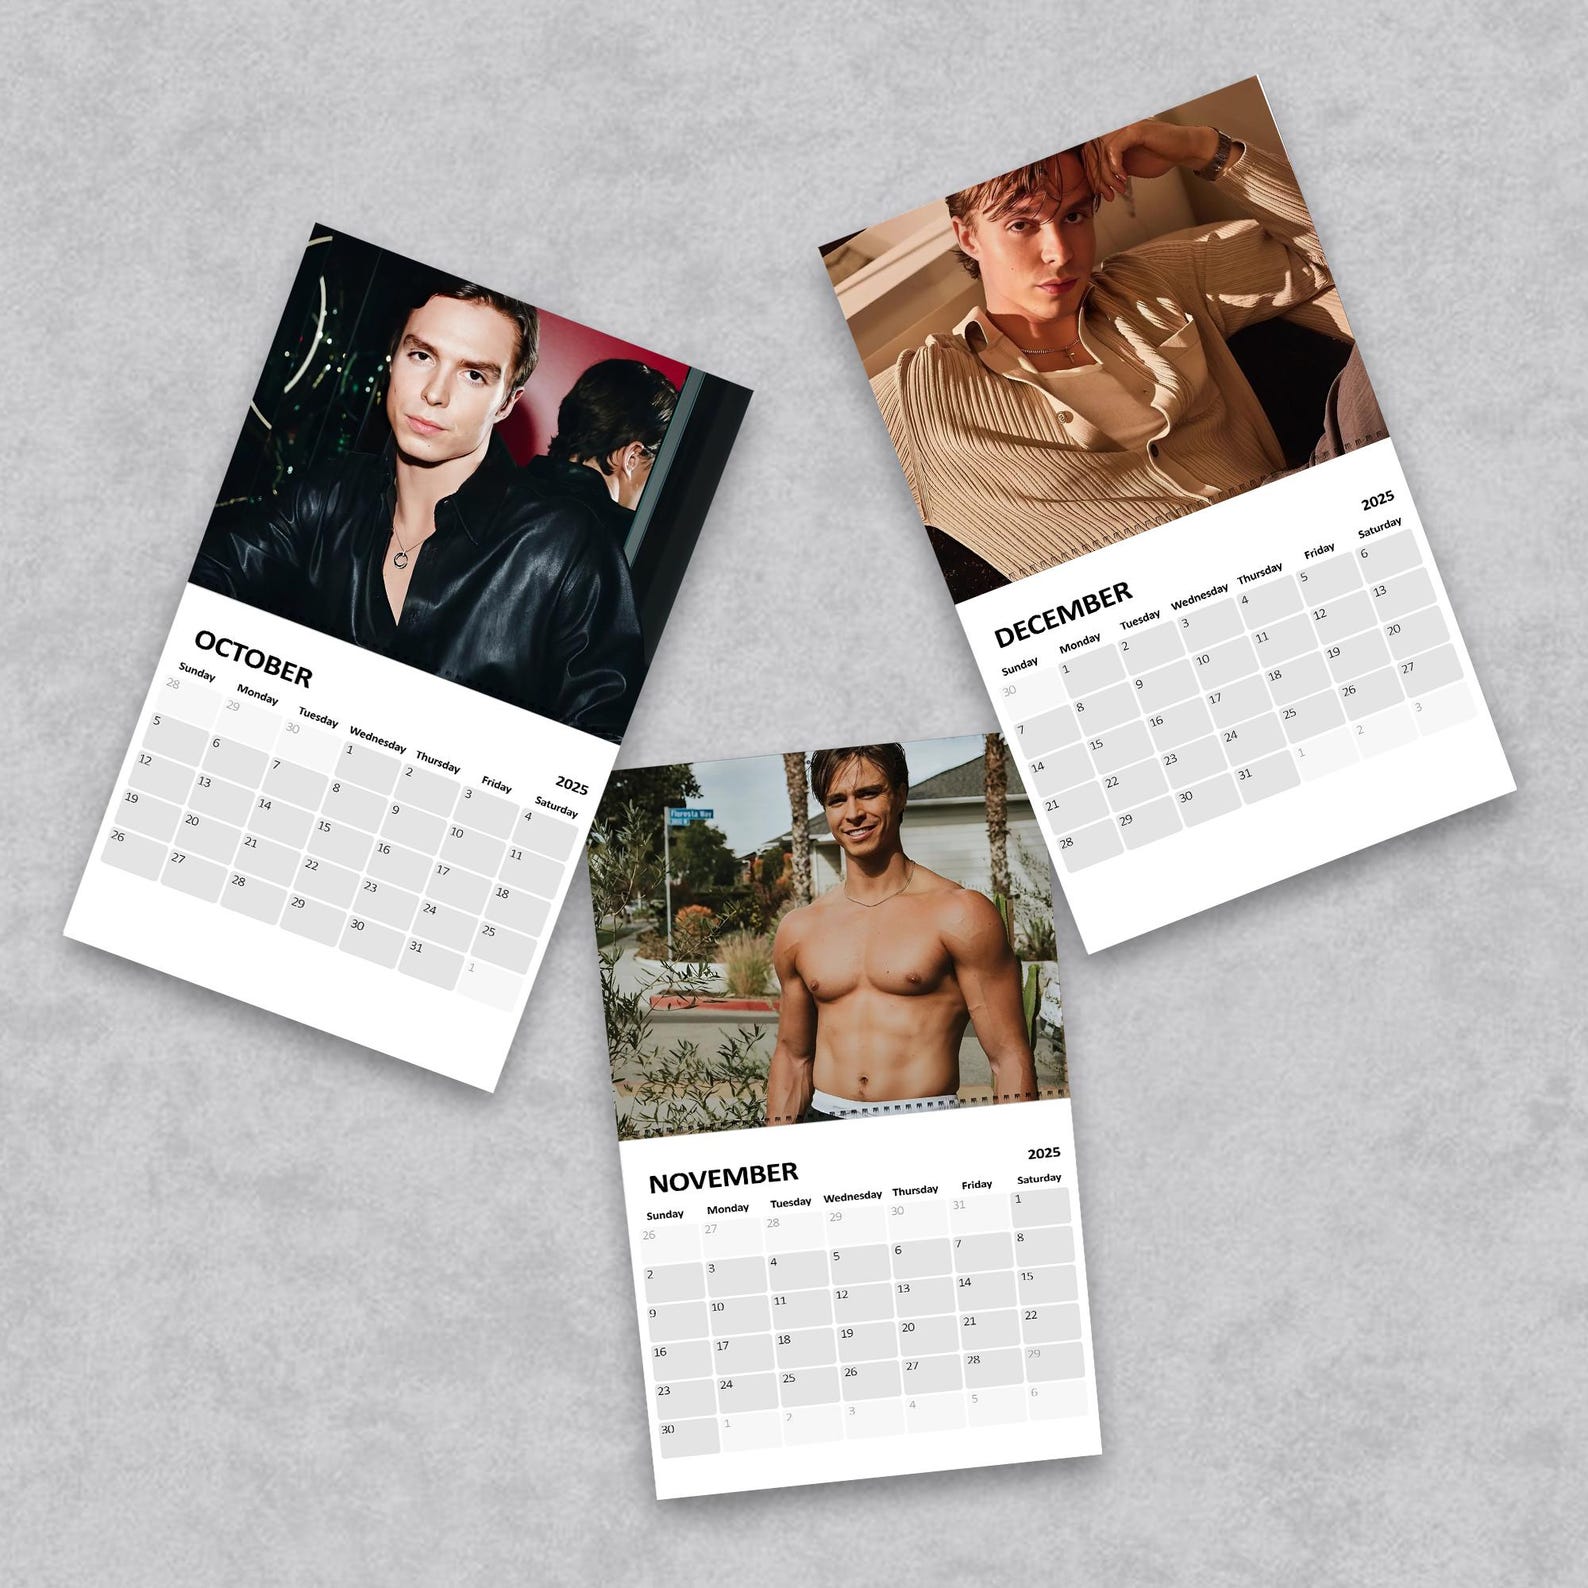 OCTOBER
2025
Sunday Monday Tuesday Wednesday Thursday Friday Saturday
28 29 30 1 2 3 4
5 6 7 8 9 10 11
12 13 14 15 16 17 18
19 20 21 22 23 24 25
26 27 28 29 30 31 1
DECEMBER
2025
Sunday Monday Tuesday Wednesday Thursday Friday Saturday
30 1 2 3 4 5 6
7 8 9 10 11 12 13
14 15 16 17 18 19 20
21 22 23 24 25 26 27
28 29 30 31 1 2 3
Floresta Way
NOVEMBER
2025
Sunday Monday Tuesday Wednesday Thursday Friday Saturday
26 27 28 29 30 31 1
2 3 4 5 6 7 8
9 10 11 12 13 14 15
16 17 18 19 20 21 22
23 24 25 26 27 28 29
30 1 2 3 4 5 6